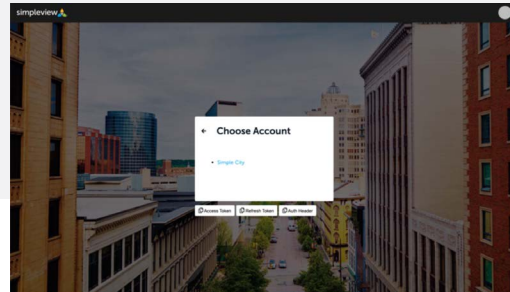 simpleview
Choose Account
Simple City
Access Token
Refresh Token
Auth Header